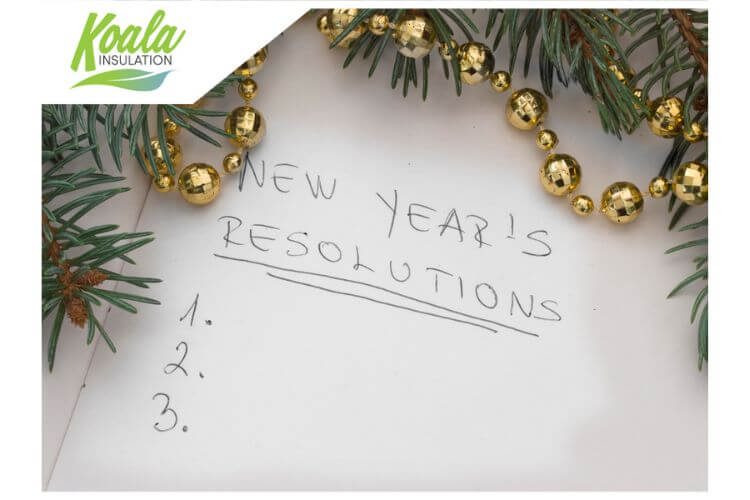 Koala
INSULATION
NEW YEAR'S
RESOLUTIONS
1.
2.
3.